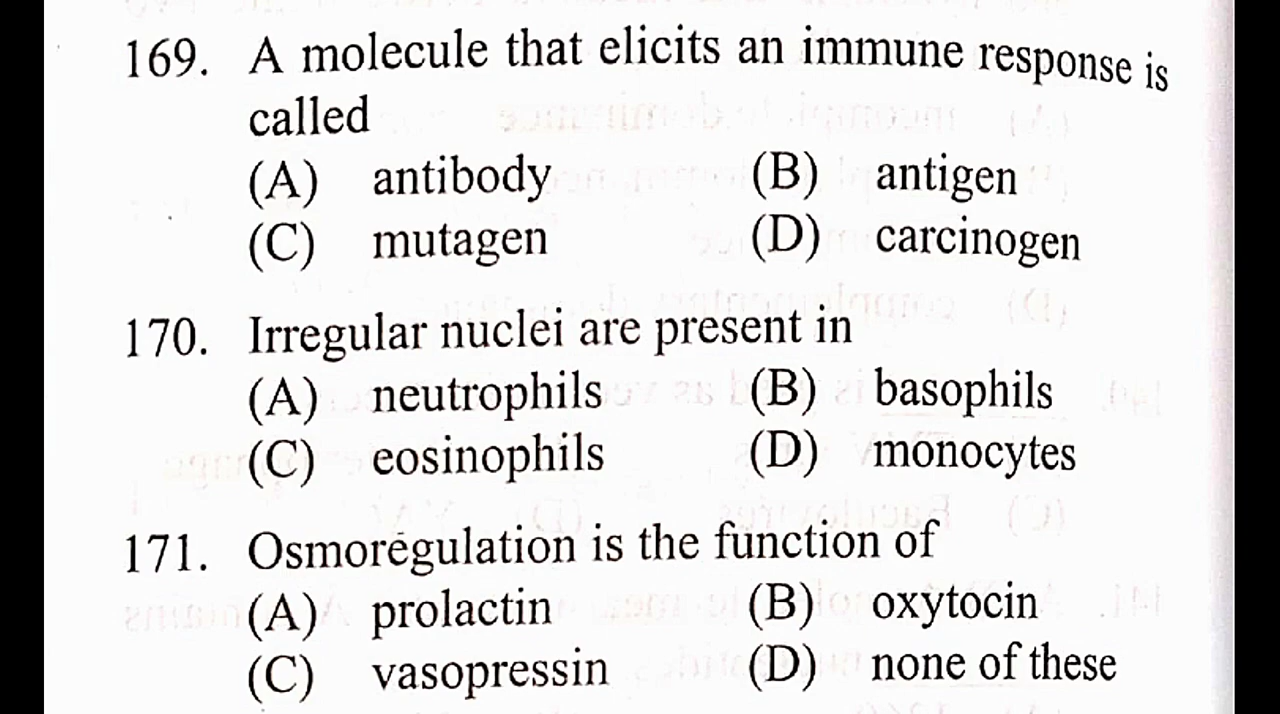 169. A molecule that elicits an immune response is
called
(A) antibody (B) antigen
(C) mutagen (D) carcinogen
170. Irregular nuclei are present in
(A) neutrophils (B) basophils
(C) eosinophils (D) monocytes
171. Osmoregulation is the function of
(A) prolactin (B) oxytocin
(C) vasopressin (D) none of these